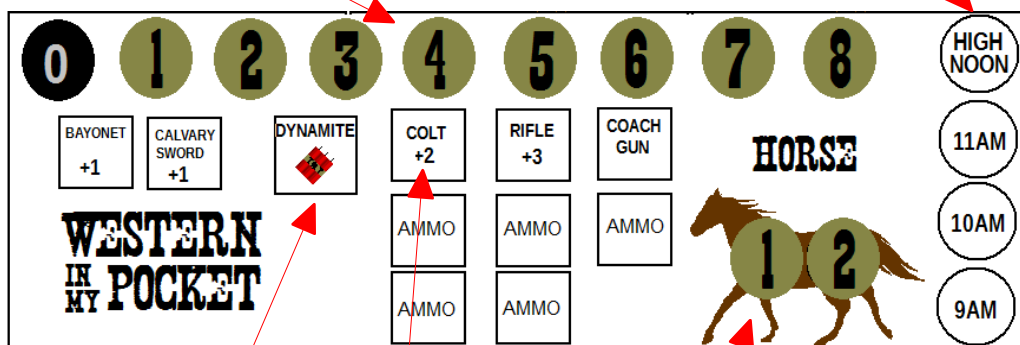 0 1 2 3 4 5 6 7 8
HIGH
NOON
BAYONET
+1
CALVARY
SWORD
+1
DYNAMITE
COLT
+2
RIFLE
+3
COACH
GUN
HORSE
11AM
AMMO
AMMO
AMMO
10AM
WESTERN
IN
MY POCKET
1 2
AMMO
AMMO
9AM